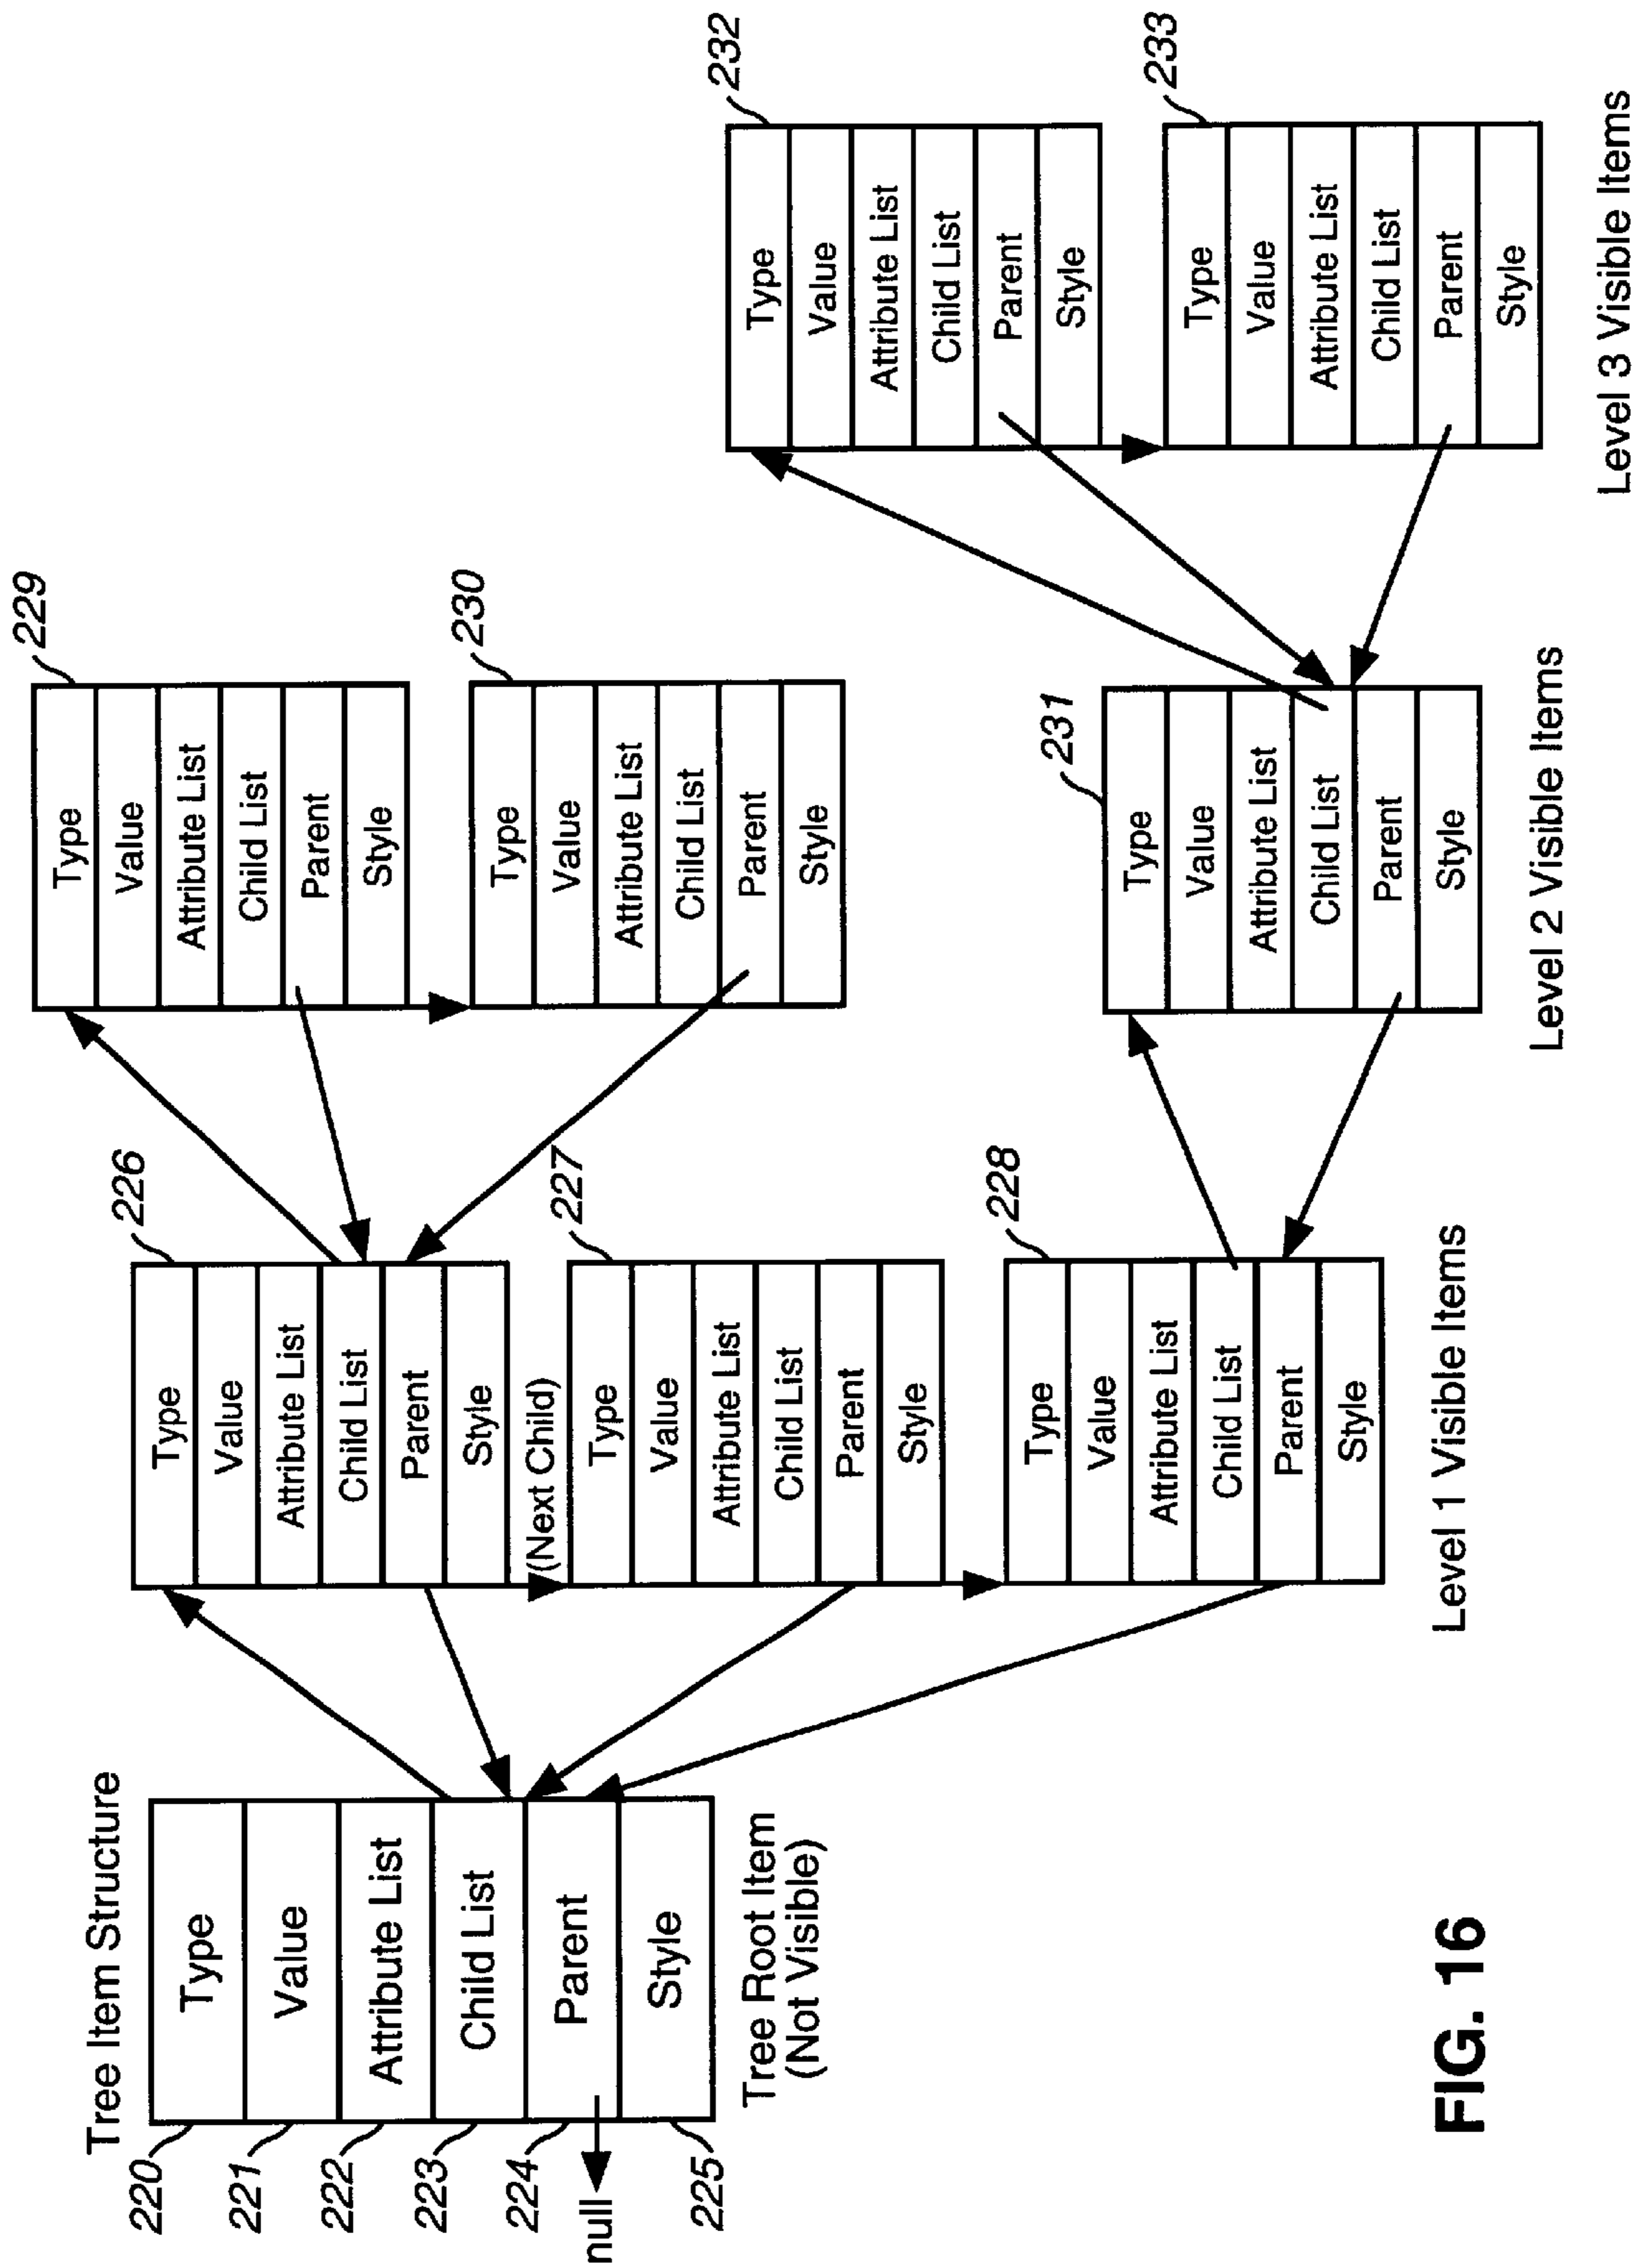 Tree Item Structure
220
Type
221
Value
222
Attribute List
223
Child List
224
Parent
null
225
Style
Tree Root Item
(Not Visible)
226
Type
Value
Attribute List
Child List
Parent
Style
(Next Child)
227
Type
Value
Attribute List
Child List
Parent
Style
228
Type
Value
Attribute List
Child List
Parent
Style
Level 1 Visible Items
229
Type
Value
Attribute List
Child List
Parent
Style
230
Type
Value
Attribute List
Child List
Parent
Style
231
Type
Value
Attribute List
Child List
Parent
Style
Level 2 Visible Items
232
Type
Value
Attribute List
Child List
Parent
Style
233
Type
Value
Attribute List
Child List
Parent
Style
Level 3 Visible Items
FIG. 16